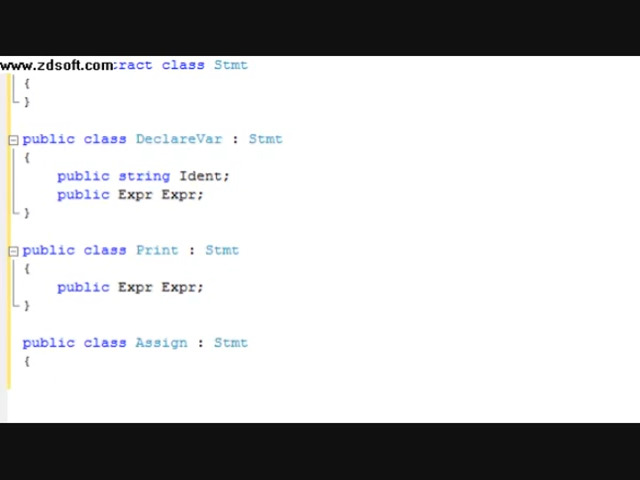 www.zdsoft.com ract class Stmt
{
}
public class DeclareVar : Stmt
{
public string Ident;
public Expr Expr;
}
public class Print : Stmt
{
public Expr Expr;
}
public class Assign : Stmt
{